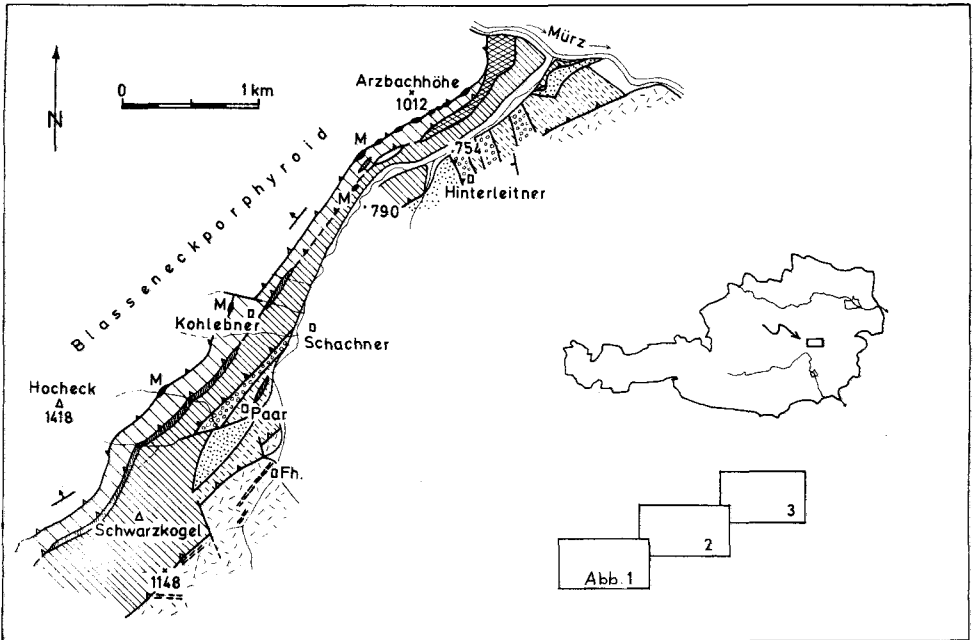 Mürz
Arzbachhöhe
1012
0
1 km
N
M
754
Hinterleitner
M
790
Blasseneckporphyroid
M
Kohlebner
Schachner
M
Hocheck
1418
Paar
Fh.
Schwarzkogel
1148
3
2
Abb. 1